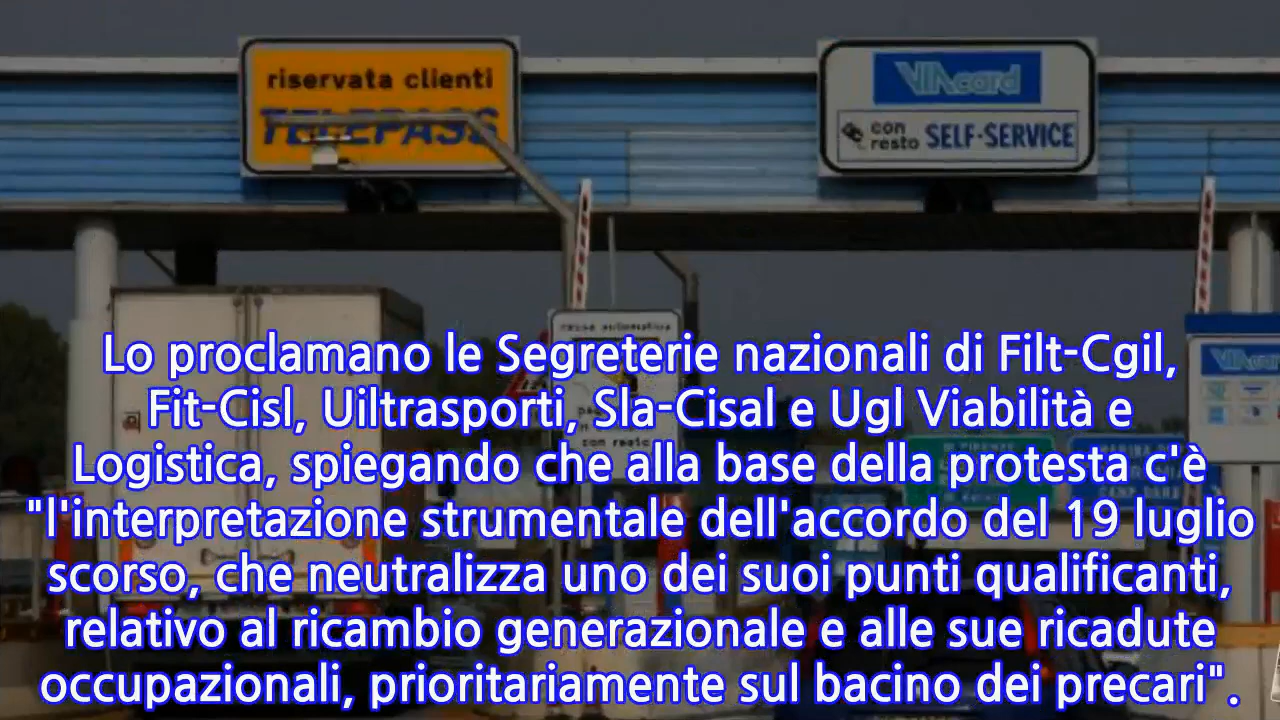 riservata clienti
TELEPASS
VIAcard
con
resto SELF-SERVICE
Lo proclamano le Segreterie nazionali di Filt-Cgil,
Fit-Cisl, Uiltrasporti, Sla-Cisal e Ugl Viabilità e
Logistica, spiegando che alla base della protesta c'è
"l'interpretazione strumentale dell'accordo del 19 luglio
scorso, che neutralizza uno dei suoi punti qualificanti,
relativo al ricambio generazionale e alle sue ricadute
occupazionali, prioritariamente sul bacino dei precari".
con resto